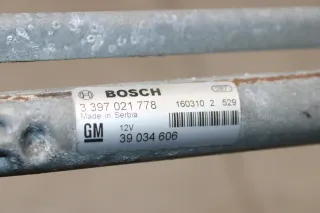 BOSCH
3 397 021 778
160310 2 529
Made in Serbia
GM
12V
39 034 606